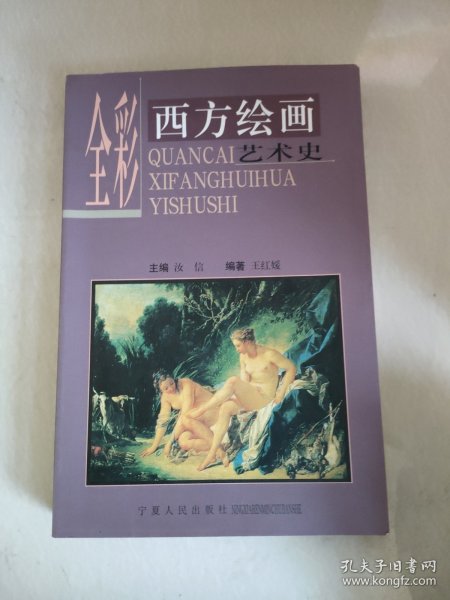 全彩
西方绘画
QUANCAI 艺术史
XIFANGHUIHUA
YISHUSHI
主编 汝 信 编著 王红媛
宁夏人民出版社 NINGXIARENMINCHUBANSHE
孔夫子旧书网
www.kongfz.com